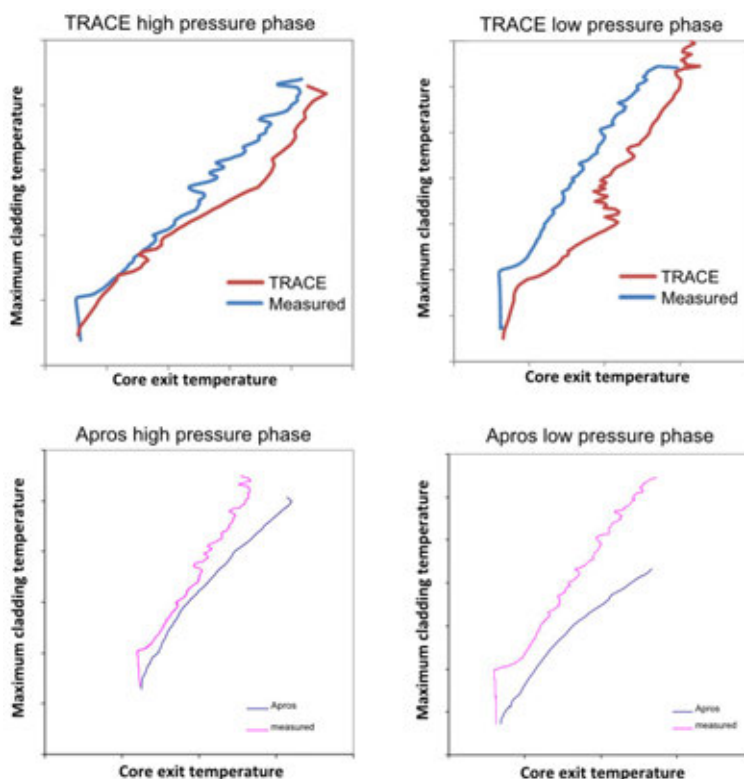 TRACE high pressure phase
Maximum cladding temperature
TRACE
Measured
Core exit temperature
TRACE low pressure phase
Maximum cladding temperature
TRACE
Measured
Core exit temperature
Apros high pressure phase
Maximum cladding temperature
Apros
measured
Core exit temperature
Apros low pressure phase
Maximum cladding temperature
Apros
measured
Core exit temperature